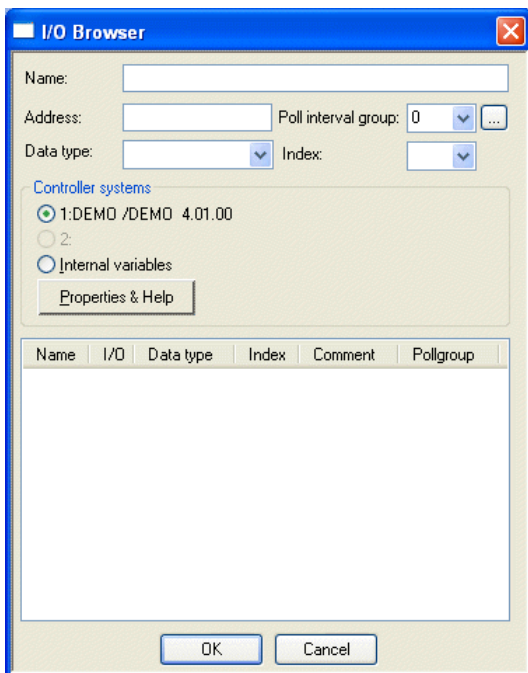 I/O Browser
Name:
Address: Poll interval group: 0 ...
Data type: Index:
Controller systems
1:DEMO /DEMO 4.01.00
2:
Internal variables
Properties & Help
Name I/O Data type Index Comment Pollgroup
OK Cancel